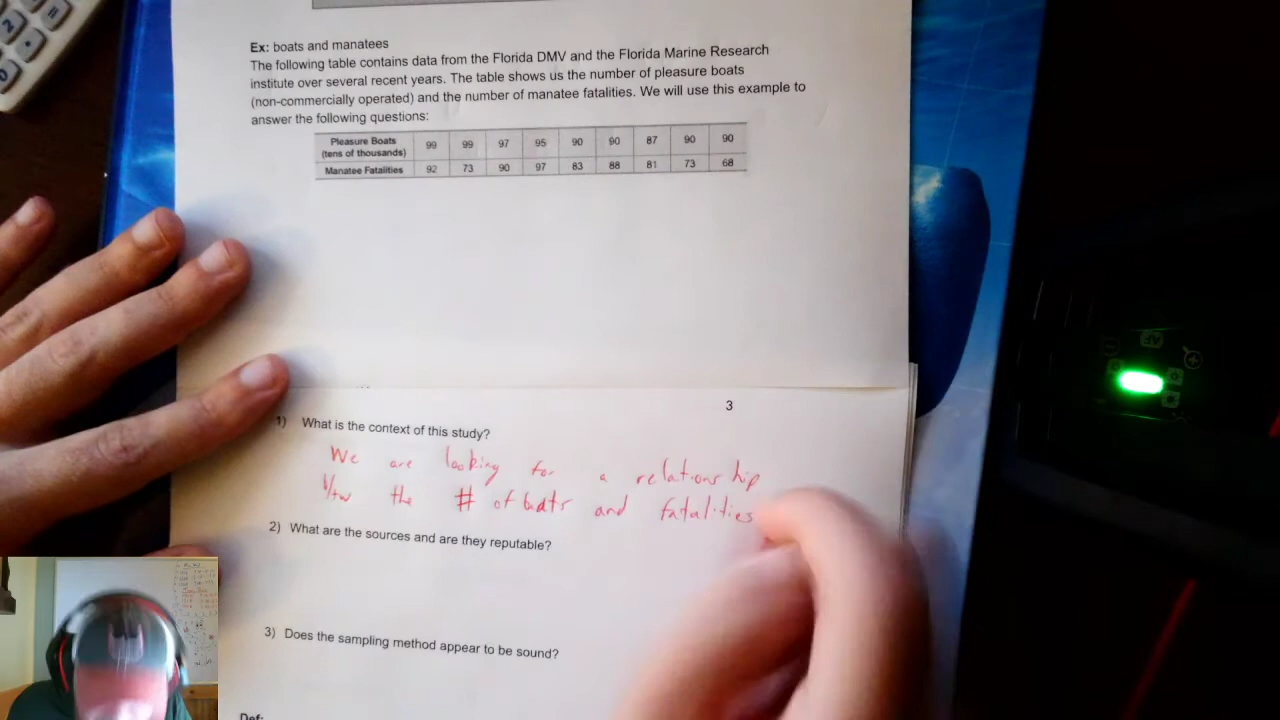 Ex: boats and manatees
The following table contains data from the Florida DMV and the Florida Marine Research
institute over several recent years. The table shows us the number of pleasure boats
(non-commercially operated) and the number of manatee fatalities. We will use this example to
answer the following questions:
Pleasure Boats (tens of thousands) 99 99 97 95 90 90 87 90 90
Manatee Fatalities 92 73 90 97 83 88 81 73 68
3
1) What is the context of this study?
We are looking for a relationship
b/tw the # of boats and fatalities
2) What are the sources and are they reputable?
3) Does the sampling method appear to be sound?
Def:
AF